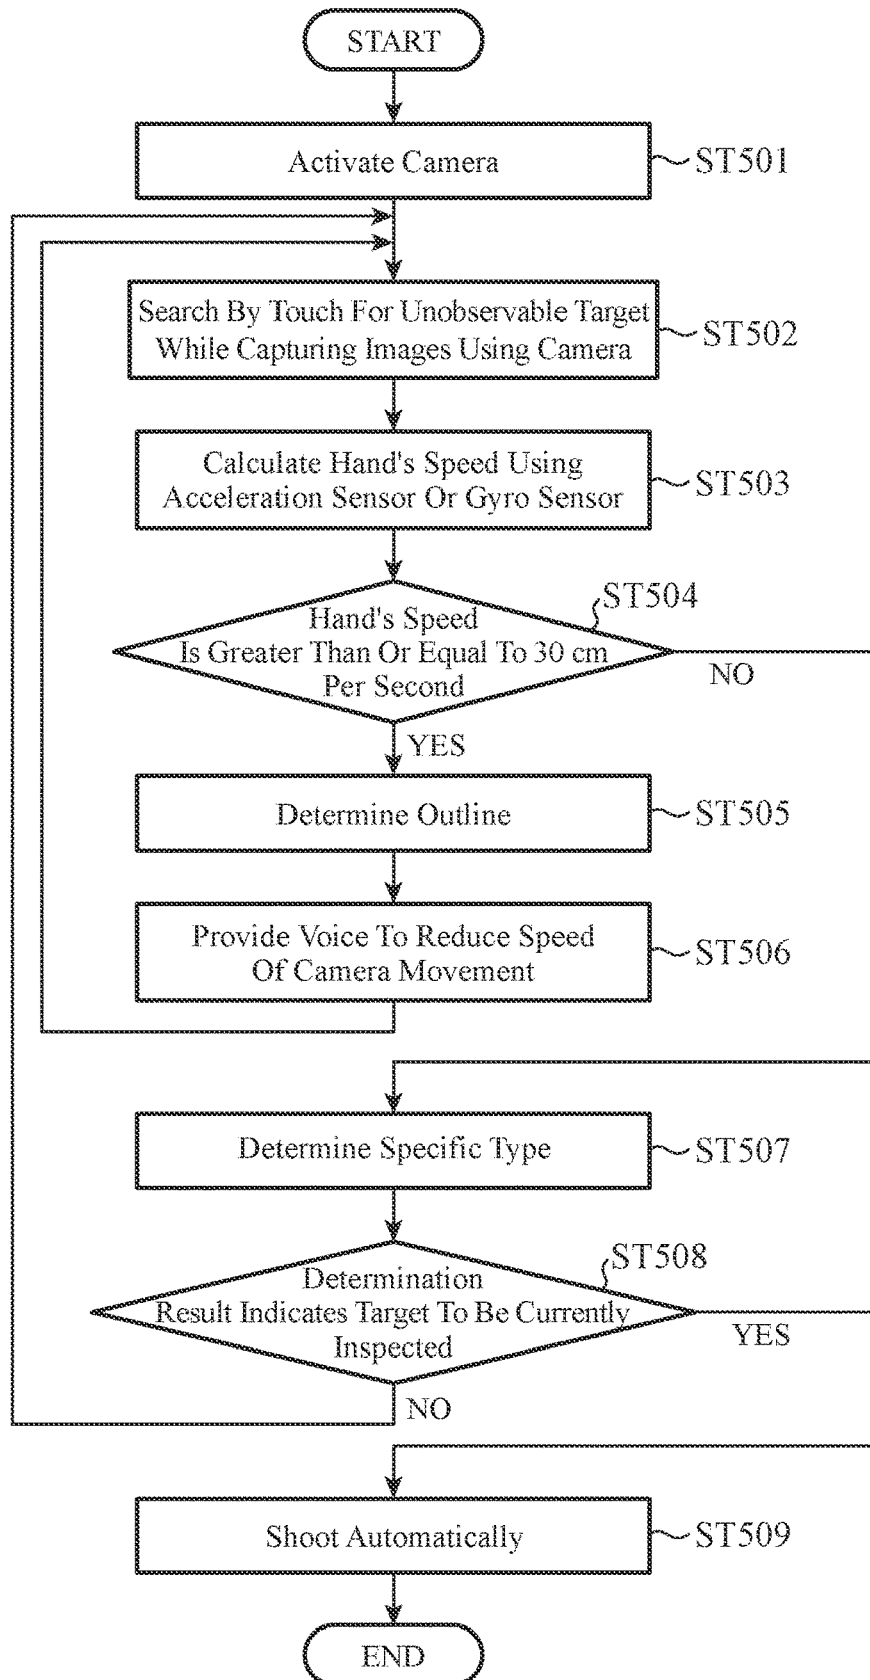 START
Activate Camera
ST501
Search By Touch For Unobservable Target
While Capturing Images Using Camera
ST502
Calculate Hand's Speed Using
Acceleration Sensor Or Gyro Sensor
ST503
ST504
Hand's Speed
Is Greater Than Or Equal To 30 cm
Per Second
NO
YES
Determine Outline
ST505
Provide Voice To Reduce Speed
Of Camera Movement
ST506
Determine Specific Type
ST507
ST508
Determination
Result Indicates Target To Be Currently
Inspected
YES
NO
Shoot Automatically
ST509
END